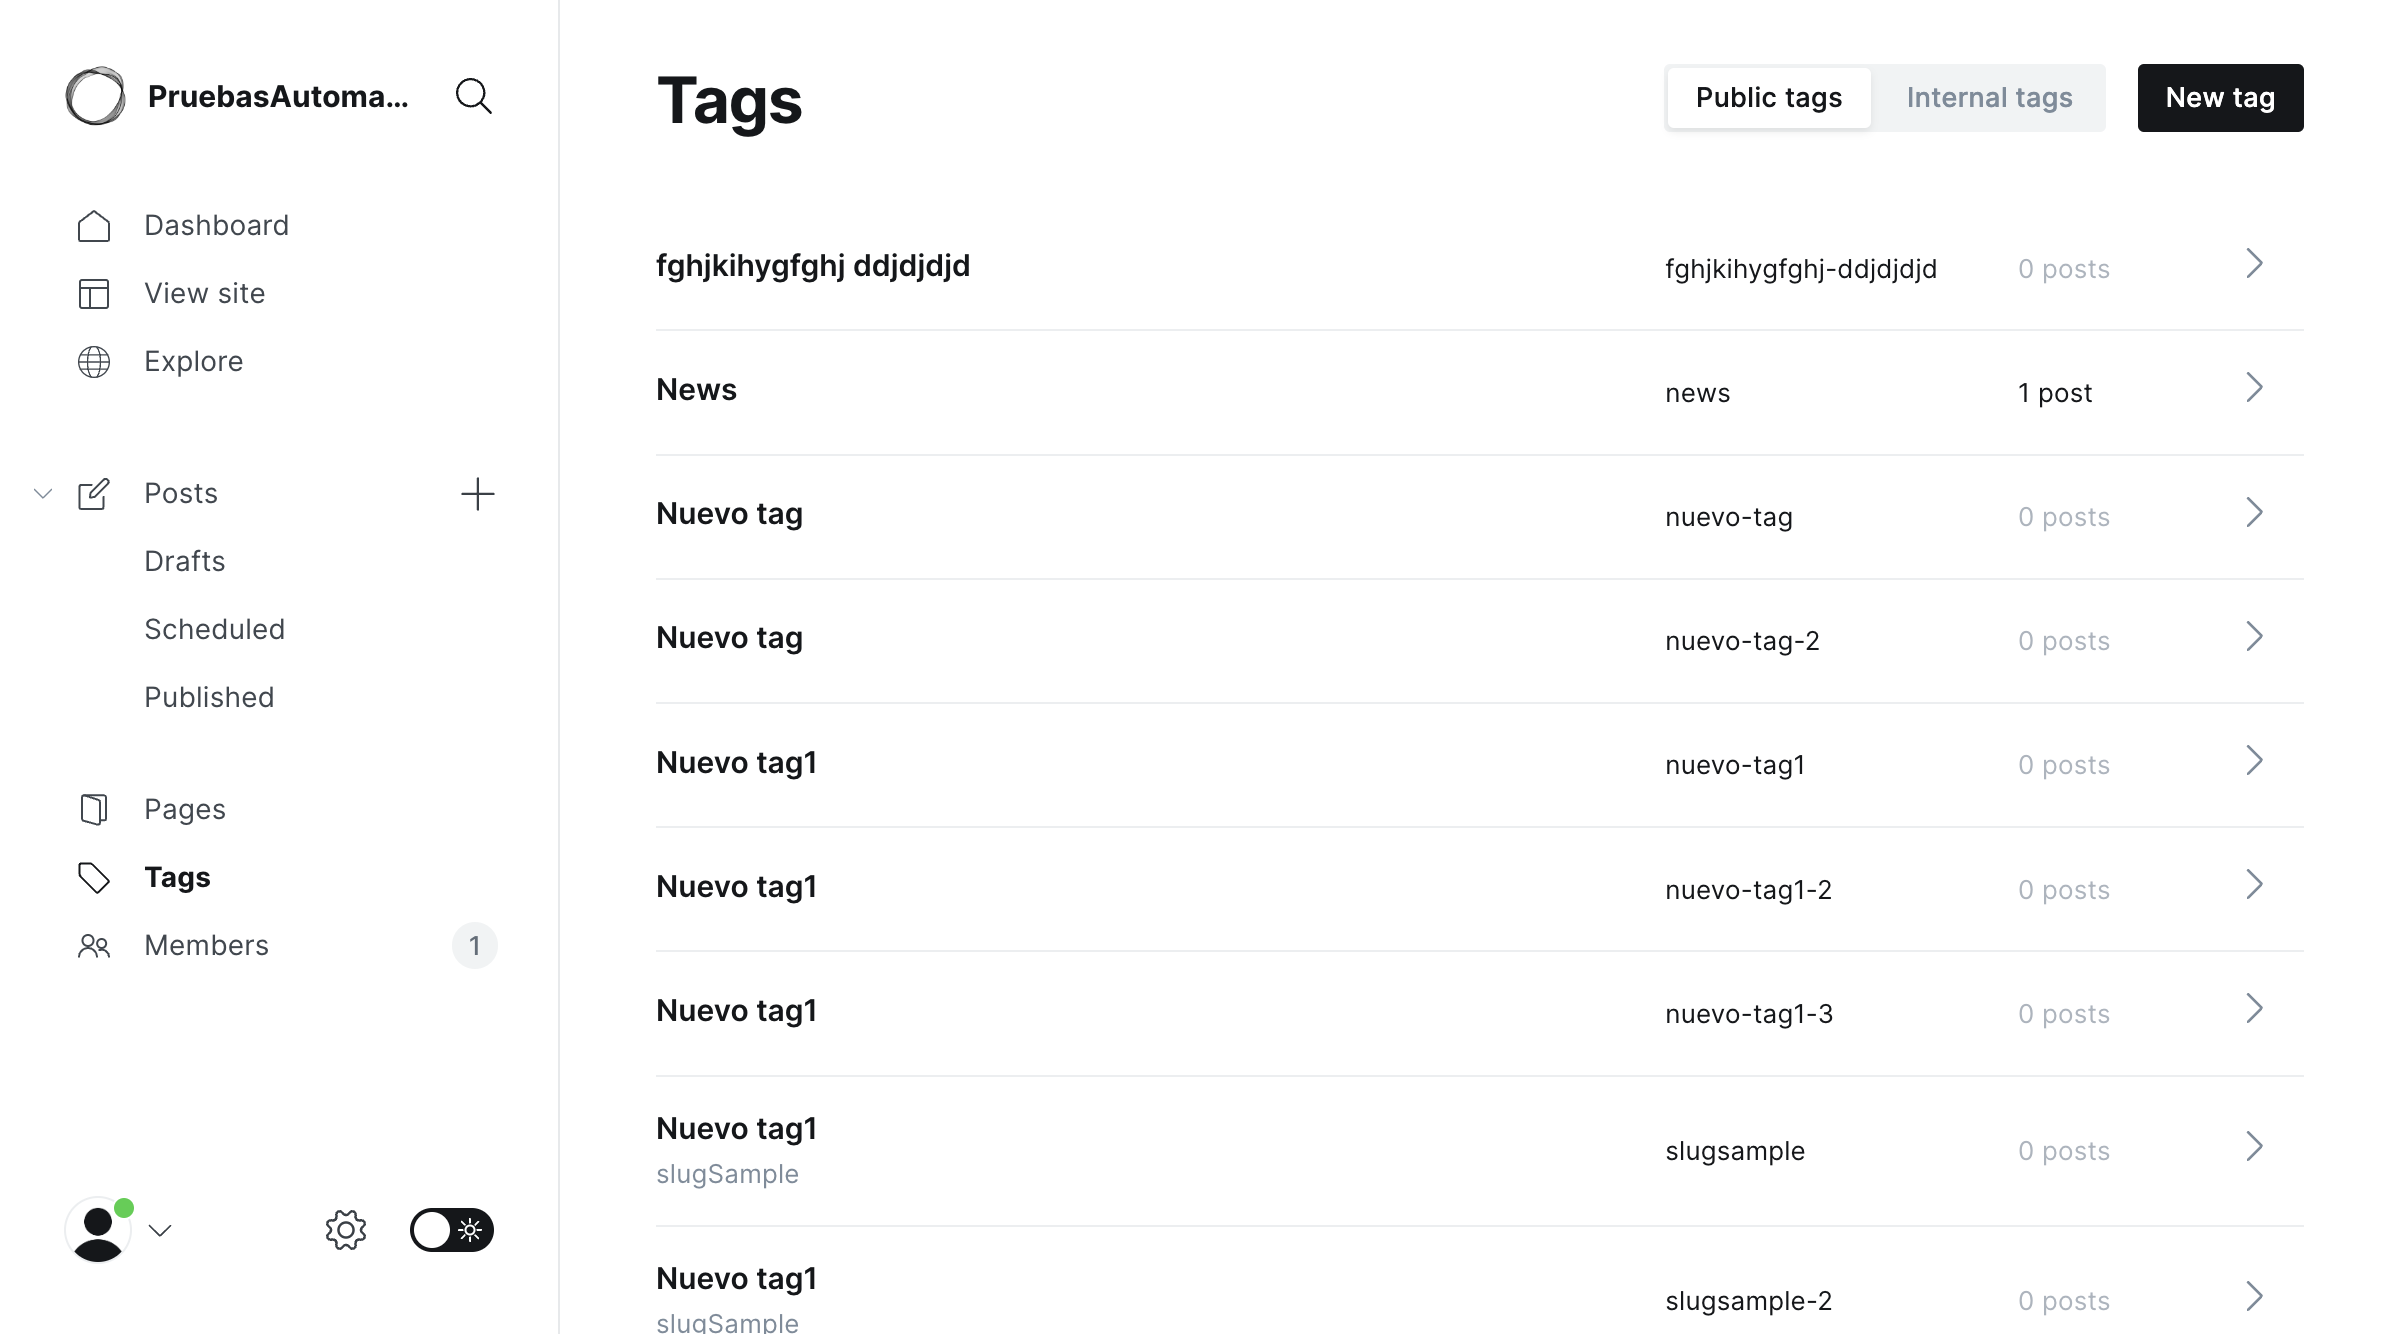 PruebasAutoma...
Dashboard
View site
Explore
Posts
Drafts
Scheduled
Published
Pages
Tags
Members 1
Tags
Public tags Internal tags New tag
fghjkihygfghj ddjdjdjd fghjkihygfghj-ddjdjdjd 0 posts
News news 1 post
Nuevo tag nuevo-tag 0 posts
Nuevo tag nuevo-tag-2 0 posts
Nuevo tag1 nuevo-tag1 0 posts
Nuevo tag1 nuevo-tag1-2 0 posts
Nuevo tag1 nuevo-tag1-3 0 posts
Nuevo tag1
slugSample slugsample 0 posts
Nuevo tag1
slugSample slugsample-2 0 posts